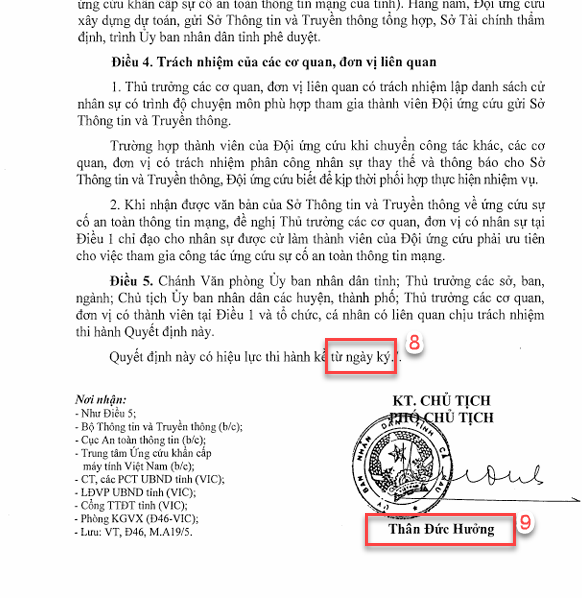 ứng cứu khẩn cấp sự cố an toàn thông tin mạng của tỉnh). Hàng năm, Đội ứng cứu
xây dựng dự toán, gửi Sở Thông tin và Truyền thông tổng hợp, Sở Tài chính thẩm
định, trình Ủy ban nhân dân tỉnh phê duyệt.
Điều 4. Trách nhiệm của các cơ quan, đơn vị liên quan
1. Thủ trưởng các cơ quan, đơn vị liên quan có trách nhiệm lập danh sách cử
nhân sự có trình độ chuyên môn phù hợp tham gia thành viên Đội ứng cứu gửi Sở
Thông tin và Truyền thông.
Trường hợp thành viên của Đội ứng cứu khi chuyển công tác khác, các cơ
quan, đơn vị có trách nhiệm phân công nhân sự thay thế và thông báo cho Sở
Thông tin và Truyền thông, Đội ứng cứu biết để kịp thời phối hợp thực hiện nhiệm vụ.
2. Khi nhận được văn bản của Sở Thông tin và Truyền thông về ứng cứu sự
cố an toàn thông tin mạng, đề nghị Thủ trưởng các cơ quan, đơn vị có nhân sự tại
Điều 1 chỉ đạo cho nhân sự được cử làm thành viên của Đội ứng cứu phải ưu tiên
cho việc tham gia công tác ứng cứu sự cố an toàn thông tin mạng.
Điều 5. Chánh Văn phòng Ủy ban nhân dân tỉnh; Thủ trưởng các sở, ban,
ngành; Chủ tịch Ủy ban nhân dân các huyện, thành phố; Thủ trưởng các cơ quan,
đơn vị có thành viên tại Điều 1 và tổ chức, cá nhân có liên quan chịu trách nhiệm
thi hành Quyết định này.
Quyết định này có hiệu lực thi hành kể từ ngày ký./.
8
Nơi nhận:
- Như Điều 5;
- Bộ Thông tin và Truyền thông (b/c);
- Cục An toàn thông tin (b/c);
- Trung tâm Ứng cứu khẩn cấp
máy tính Việt Nam (b/c);
- CT, các PCT UBND tỉnh (VIC);
- LĐVP UBND tỉnh (VIC);
- Cổng TTĐT tỉnh (VIC);
- Phòng KGVX (Đ46-VIC);
- Lưu: VT, Đ46, M.A19/5.
KT. CHỦ TỊCH
PHÓ CHỦ TỊCH
ỦY BAN NHÂN DÂN TỈNH CÀ MAU
Thân Đức Hưởng
9